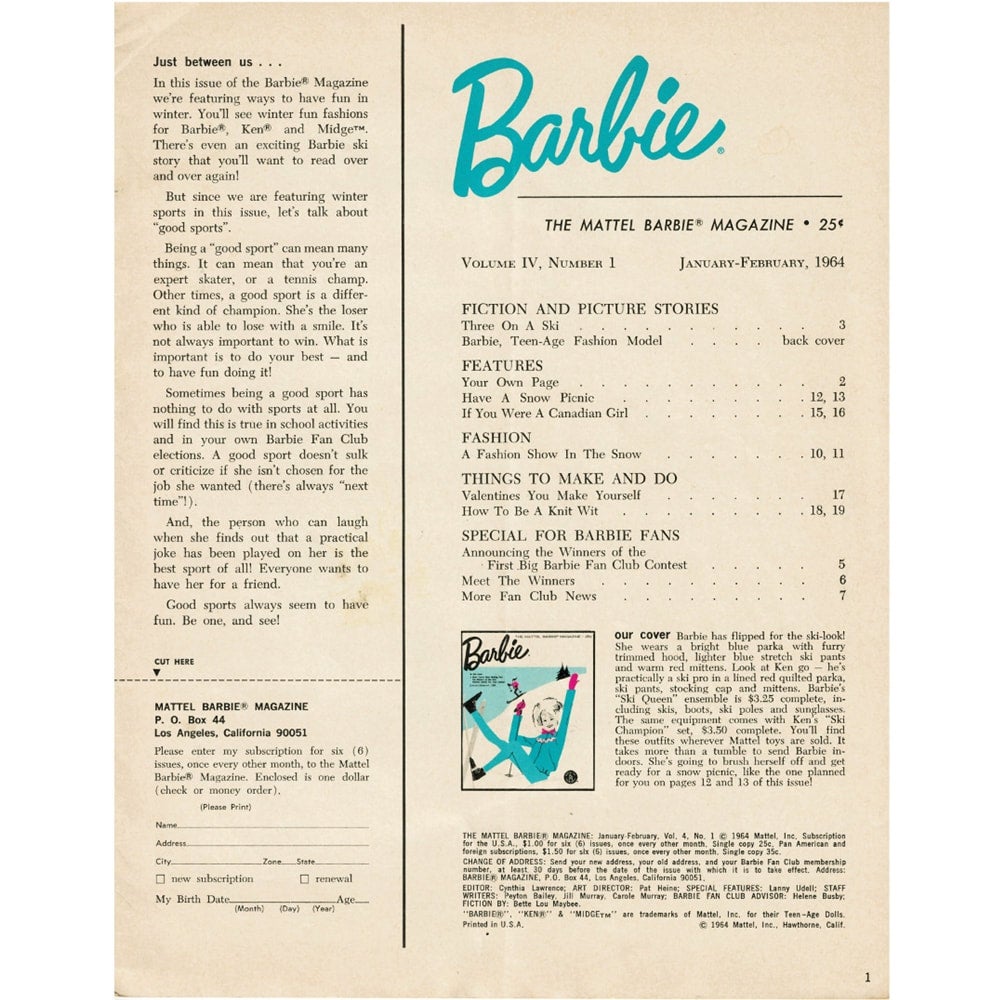 Just between us . . .
In this issue of the Barbie® Magazine
we're featuring ways to have fun in
winter. You'll see winter fun fashions
for Barbie®, Ken® and Midge™.
There's even an exciting Barbie ski
story that you'll want to read over
and over again!
But since we are featuring winter
sports in this issue, let's talk about
"good sports".
Being a "good sport" can mean many
things. It can mean that you're an
expert skater, or a tennis champ.
Other times, a good sport is a differ-
ent kind of champion. She's the loser
who is able to lose with a smile. It's
not always important to win. What is
important is to do your best — and
to have fun doing it!
Sometimes being a good sport has
nothing to do with sports at all. You
will find this is true in school activities
and in your own Barbie Fan Club
elections. A good sport doesn't sulk
or criticize if she isn't chosen for the
job she wanted (there's always "next
time"!).
And, the person who can laugh
when she finds out that a practical
joke has been played on her is the
best sport of all! Everyone wants to
have her for a friend.
Good sports always seem to have
fun. Be one, and see!
CUT HERE
MATTEL BARBIE® MAGAZINE
P. O. Box 44
Los Angeles, California 90051
Please enter my subscription for six (6)
issues, once every other month, to the Mattel
Barbie® Magazine. Enclosed is one dollar
(check or money order).
(Please Print)
Name
Address
City Zone State
☐ new subscription ☐ renewal
My Birth Date Age
(Month) (Day) (Year)
Barbie®
THE MATTEL BARBIE® MAGAZINE • 25¢
VOLUME IV, NUMBER 1 JANUARY-FEBRUARY, 1964
FICTION AND PICTURE STORIES
Three On A Ski . . . . . . . . . . . 3
Barbie, Teen-Age Fashion Model . . . . back cover
FEATURES
Your Own Page . . . . . . . . . . . 2
Have A Snow Picnic . . . . . . . . . 12, 13
If You Were A Canadian Girl . . . . . . . . 15, 16
FASHION
A Fashion Show In The Snow . . . . . . 10, 11
THINGS TO MAKE AND DO
Valentines You Make Yourself . . . . . . . 17
How To Be A Knit Wit . . . . . . . . . 18, 19
SPECIAL FOR BARBIE FANS
Announcing the Winners of the
First Big Barbie Fan Club Contest . . . . . 5
Meet The Winners . . . . . . . . . . 6
More Fan Club News . . . . . . . . . 7
Barbie
our cover Barbie has flipped for the ski-look!
She wears a bright blue parka with furry
trimmed hood, lighter blue stretch ski pants
and warm red mittens. Look at Ken go — he's
practically a ski pro in a lined red quilted parka,
ski pants, stocking cap and mittens. Barbie's
"Ski Queen" ensemble is $3.25 complete, in-
cluding skis, boots, ski poles and sunglasses.
The same equipment comes with Ken's "Ski
Champion" set, $3.50 complete. You'll find
these outfits wherever Mattel toys are sold. It
takes more than a tumble to send Barbie in-
doors. She's going to brush herself off and get
ready for a snow picnic, like the one planned
for you on pages 12 and 13 of this issue!
THE MATTEL BARBIE® MAGAZINE: January-February, Vol. 4, No. 1 © 1964 Mattel, Inc. Subscription
for the U.S.A., $1.00 for six (6) issues, once every other month. Single copy 25c. Pan American and
foreign subscriptions, $1.50 for six (6) issues, once every other month. Single copy 35c.
CHANGE OF ADDRESS: Send your new address, your old address, and your Barbie Fan Club membership
number, at least 30 days before the date of the issue with which it is to take effect. Address:
BARBIE® MAGAZINE, P.O. Box 44, Los Angeles, California 90051.
EDITOR: Cynthia Lawrence; ART DIRECTOR: Pat Heine; SPECIAL FEATURES: Lanny Udell; STAFF
WRITERS: Peyton Bailey, Jill Murray, Carole Murray; BARBIE FAN CLUB ADVISOR: Helene Busby;
FICTION BY: Bette Lou Maybee.
"BARBIE®", "KEN®" & "MIDGE™" are trademarks of Mattel, Inc. for their Teen-Age Dolls.
Printed in U.S.A. © 1964 Mattel, Inc., Hawthorne, Calif.
1